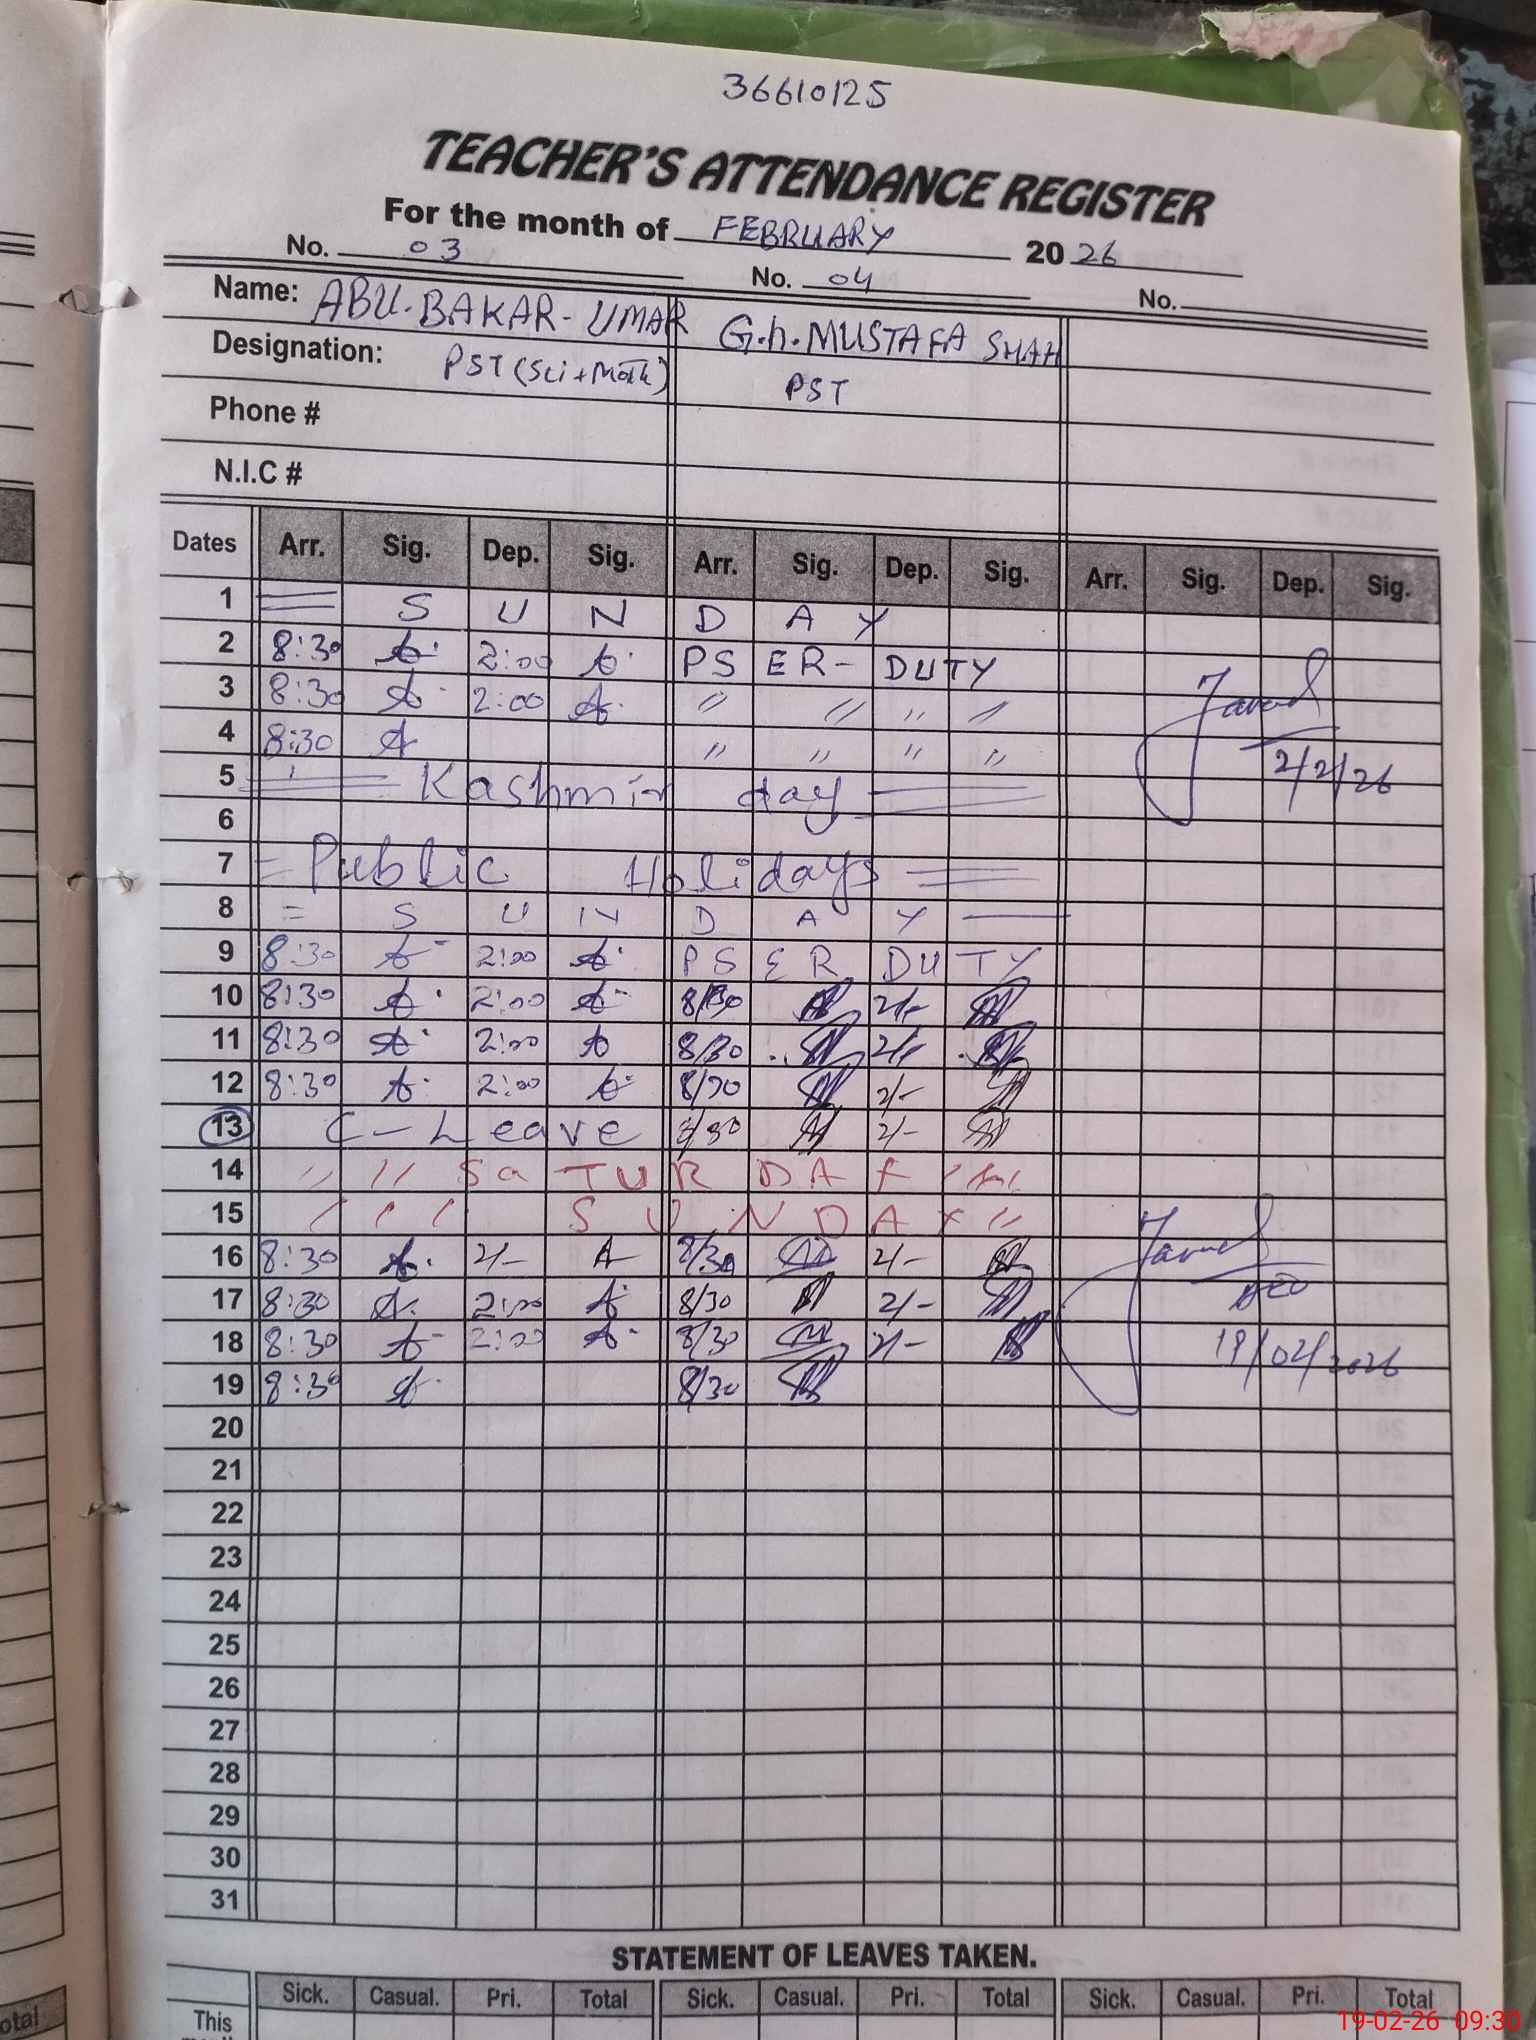 36610125
TEACHER'S ATTENDANCE REGISTER
For the month of FEBRUARY 2026
No. 03 No. 04 No.
Name: ABU.BAKAR-UMAR G.h.MUSTAFA SHAH
Designation: PST (Sci+Math) PST
Phone #
N.I.C #
Dates Arr. Sig. Dep. Sig. Arr. Sig. Dep. Sig. Arr. Sig. Dep. Sig.
1 S U N D A Y
2 8:30 2:00 PSER-DUTY
3 8:30 2:00 " " " " Javed
4 8:30 " " " "
5 Kashmir day 2/2/26
6
7 = Public Holidays =
8 = S U N D A Y
9 8:30 2:00 PSER DUTY
10 8:30 2:00 8/30 2/-
11 8:30 2:00 8/30 2/-
12 8:30 2:00 8/30 2/-
13 C-Leave 8/30 2/-
14 " " SaTURDAY
15 SUNDAY "
16 8:30 2/- 8/30 2/- Javed
17 8:30 2:00 8/30 2/-
18 8:30 2:00 8/30 2/- /02/2026
19 8:30 8/30
20
21
22
23
24
25
26
27
28
29
30
31
STATEMENT OF LEAVES TAKEN.
Sick. Casual. Pri. Total Sick. Casual. Pri. Total Sick. Casual. Pri. Total
This
otal
19-02-26 09:30